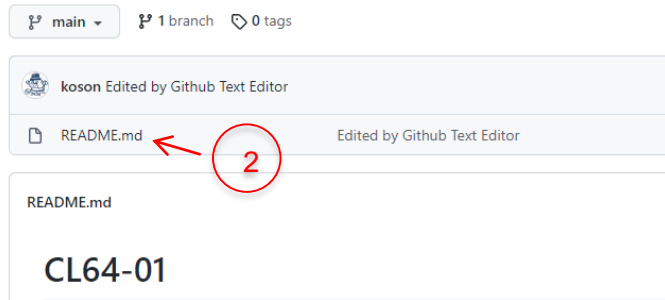 main 1 branch 0 tags
koson Edited by Github Text Editor
README.md Edited by Github Text Editor
2
README.md
CL64-01